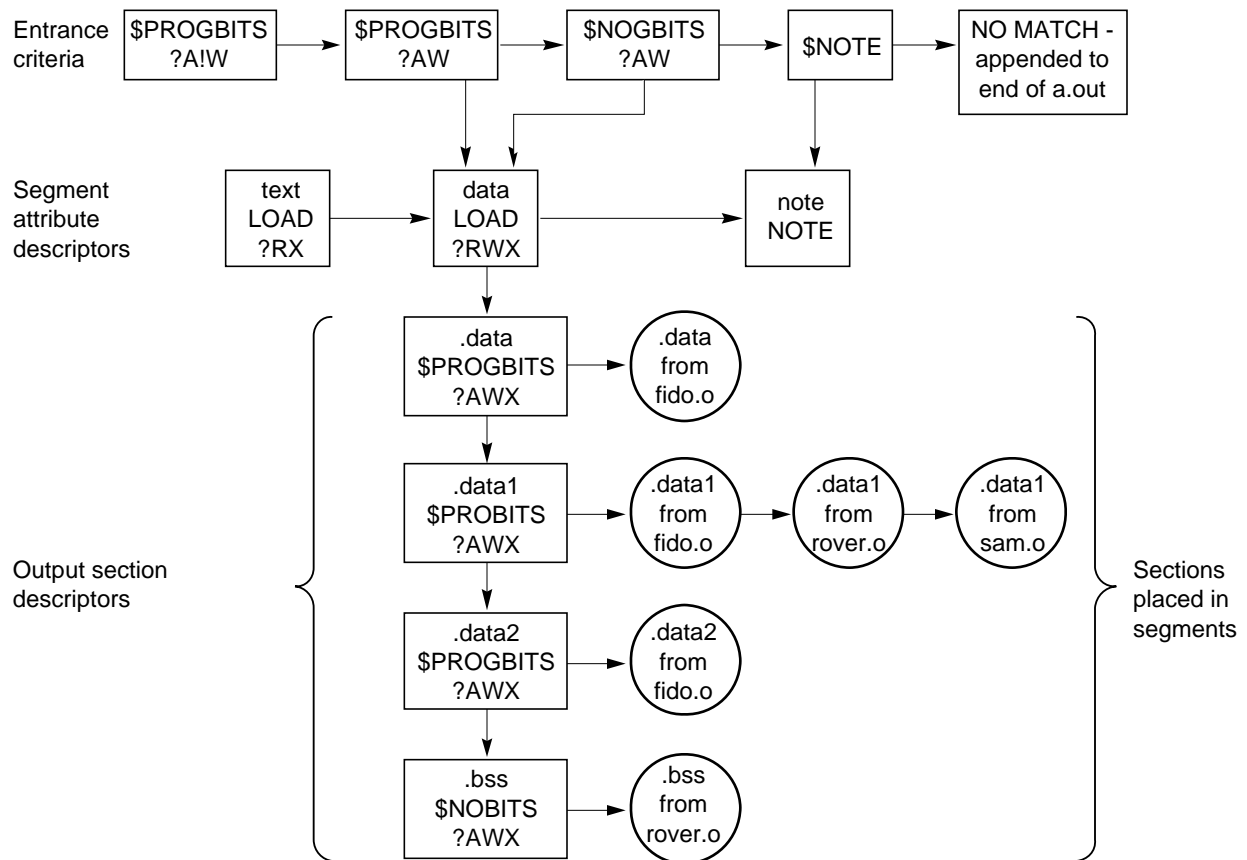 Entrance
criteria
$PROGBITS
?A!W
$PROGBITS
?AW
$NOGBITS
?AW
$NOTE
NO MATCH -
appended to
end of a.out
Segment
attribute
descriptors
text
LOAD
?RX
data
LOAD
?RWX
note
NOTE
.data
$PROGBITS
?AWX
.data
from
fido.o
.data1
$PROBITS
?AWX
.data1
from
fido.o
.data1
from
rover.o
.data1
from
sam.o
Output section
descriptors
Sections
placed in
segments
.data2
$PROGBITS
?AWX
.data2
from
fido.o
.bss
$NOBITS
?AWX
.bss
from
rover.o